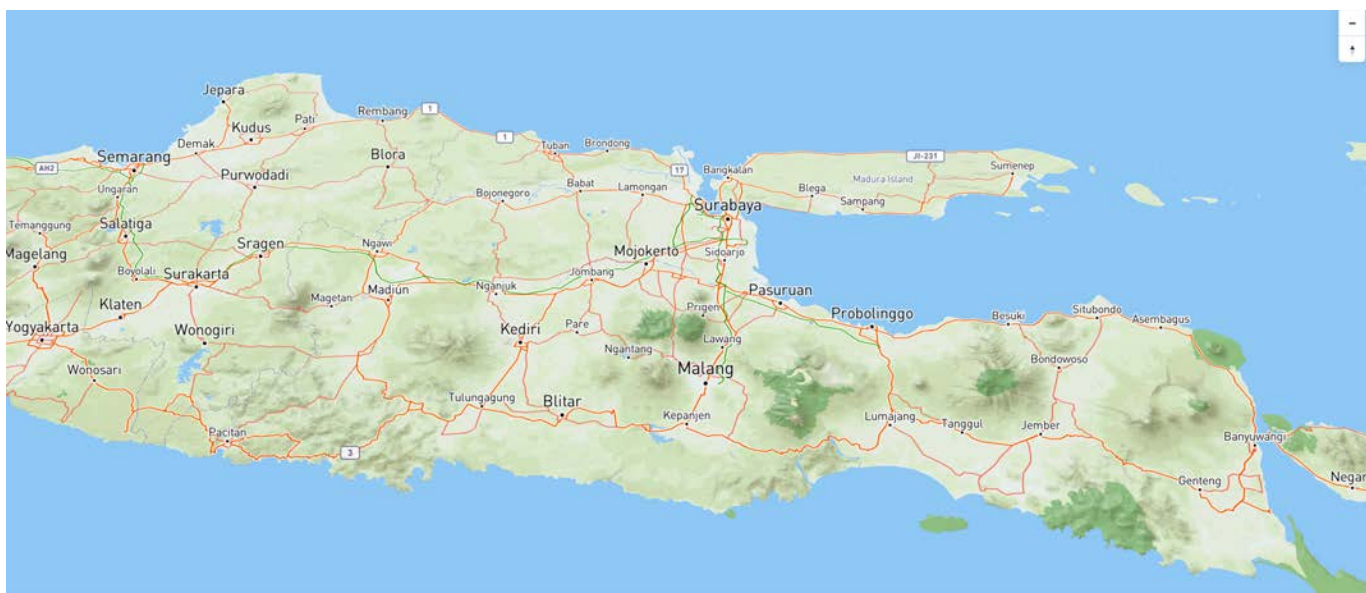 −
Jepara
Kudus
Pati
Rembang
1
1
Demak
Semarang
AH2
Tuban
Brondong
Blora
17
Bangkalan
JI-231
Sumenep
Madura Island
Ungaran
Purwodadi
Bojonegoro
Babat
Lamongan
Blega
Sampang
Surabaya
Temanggung
Salatiga
Magelang
Sragen
Ngawi
Mojokerto
Sidoarjo
Boyolali
Surakarta
Jombang
Nganjuk
Madiun
Magetan
Pasuruan
Klaten
Prigen
Probolinggo
Besuki
Situbondo
Asembagus
Yogyakarta
Wonogiri
Kediri
Pare
Lawang
Ngantang
Bondowoso
Wonosari
Malang
Tulungagung
Blitar
Kepanjen
Lumajang
Tanggul
Jember
Pacitan
3
Banyuwangi
Genteng
Negar